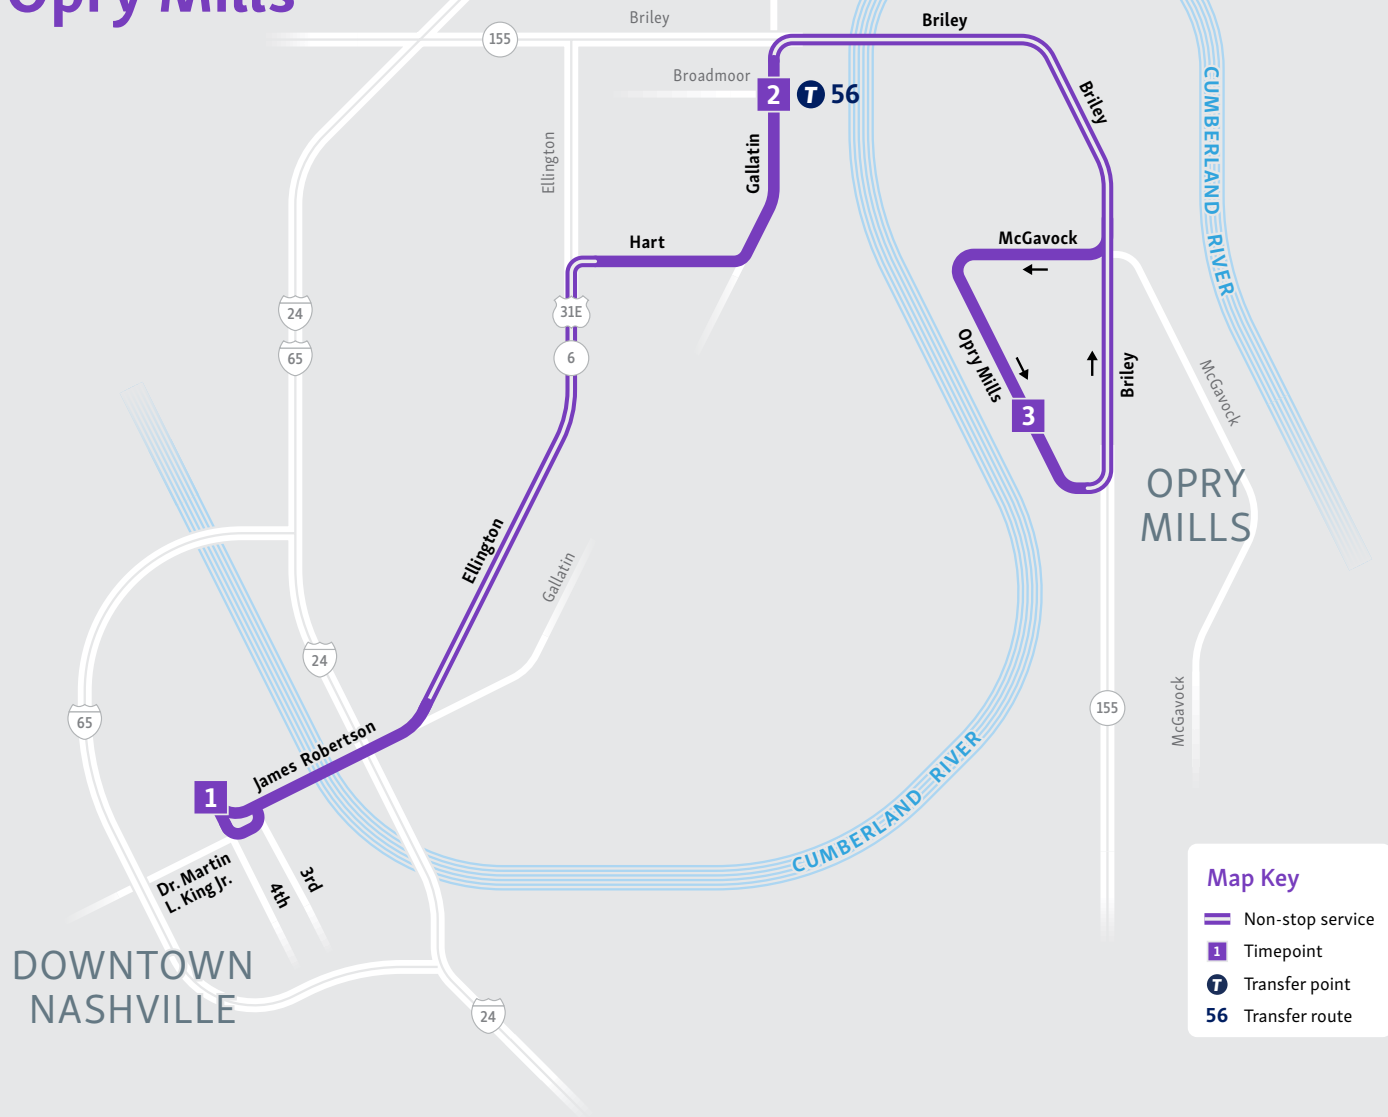 Opry Mills
Briley
155
Briley
Broadmoor
2
T
56
Briley
CUMBERLAND RIVER
Ellington
Gallatin
Hart
McGavock
24
31E
65
6
Opry Mills
Briley
McGavock
3
OPRY
MILLS
Ellington
Gallatin
24
65
155
McGavock
James Robertson
1
CUMBERLAND RIVER
Dr. Martin
L. King Jr.
4th
3rd
DOWNTOWN
NASHVILLE
24
Map Key
Non-stop service
1 Timepoint
T Transfer point
56 Transfer route